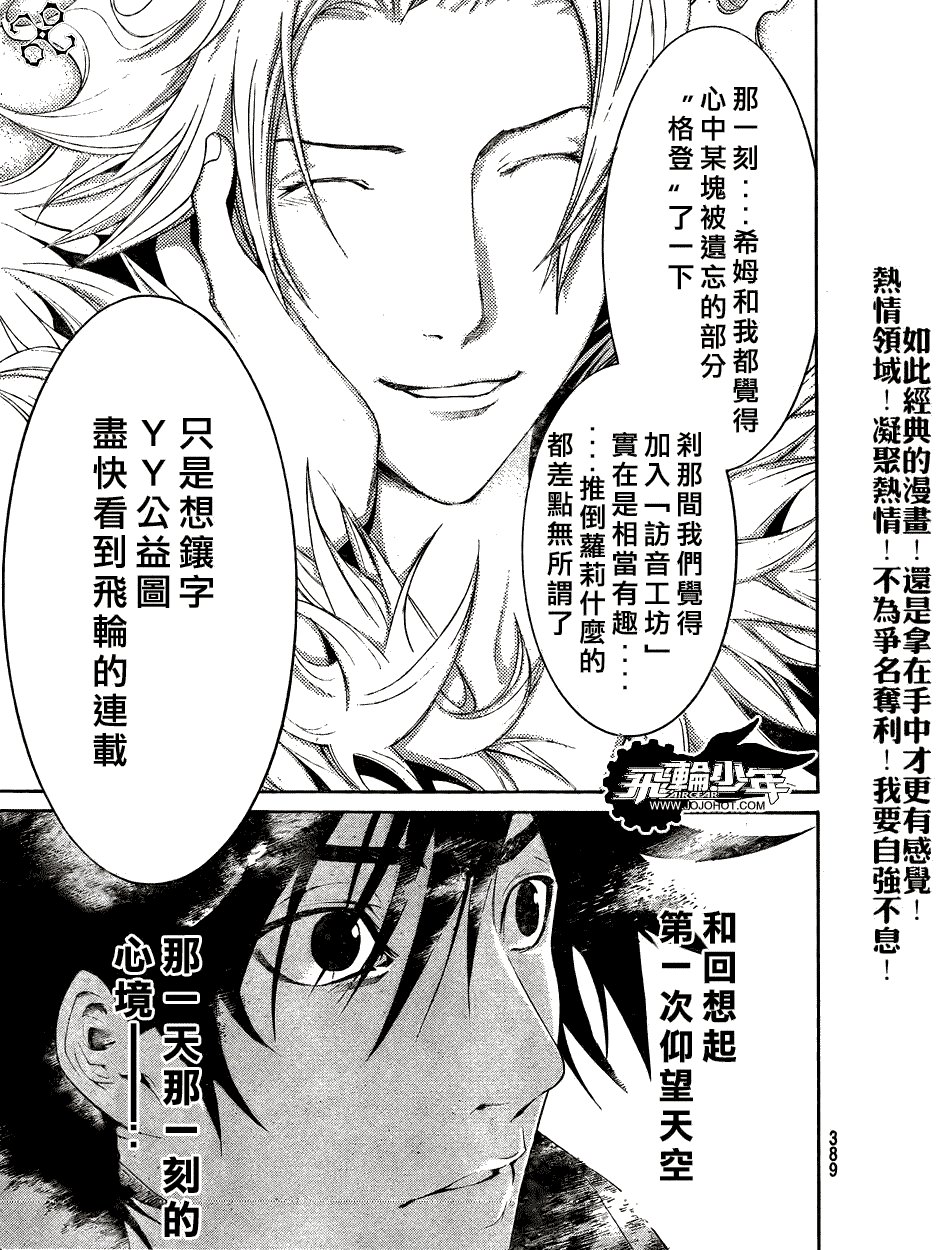 如此經典的漫畫！還是拿在手中才更有感覺！
熱情領域！凝聚熱情！不為爭名奪利！我要自強不息！
那一刻....希姆和我都覺得
心中某塊被遺忘的部分
〝格登〞了一下
剎那間我們覺得
加入「訪音工坊」
實在是相當有趣....
....推倒蘿莉什麼的
都差點無所謂了
只是想鑲字
ＹＹ公益圖
盡快看到飛輪的連載
飛輪少年
AIRGEAR
WWW.JOJOHOT.COM
和回想起
第一次仰望天空
那一天那一刻的
心境——..
389